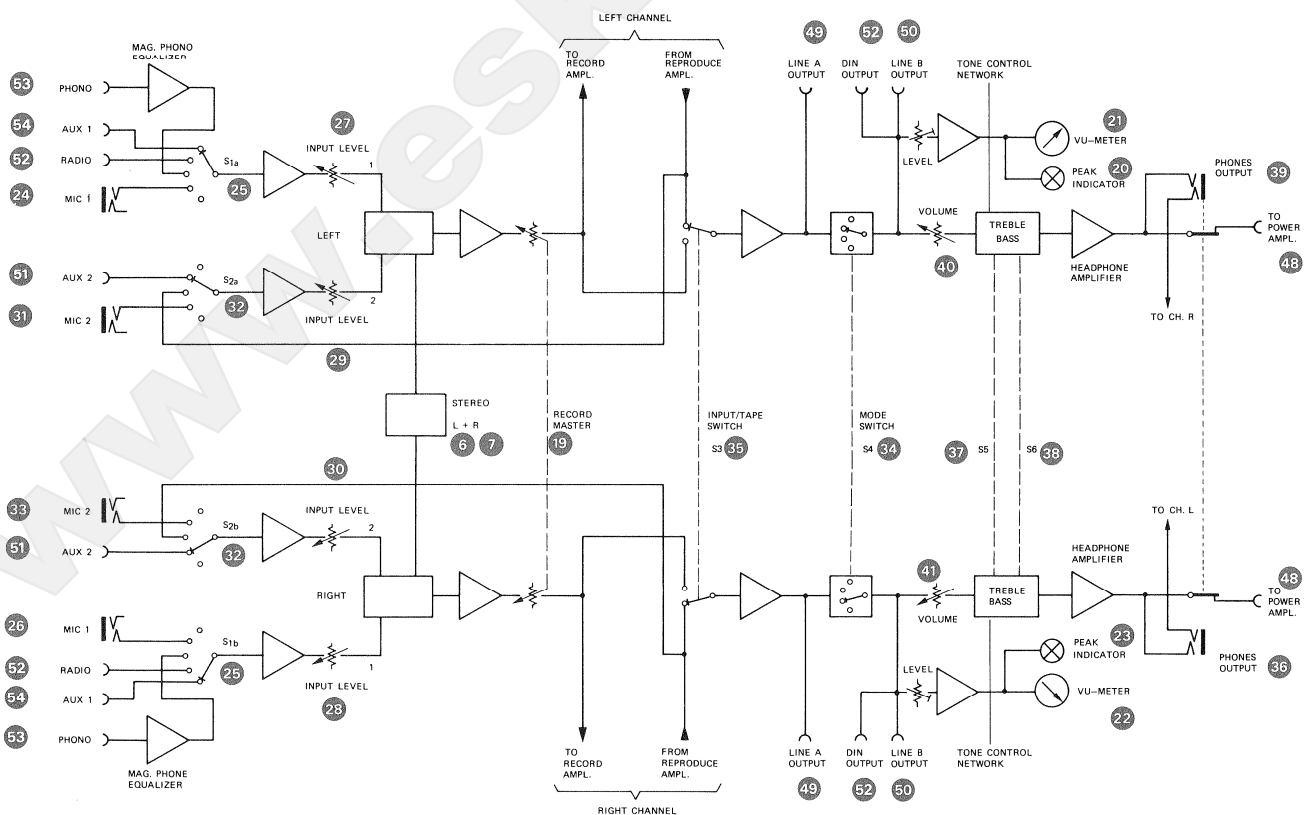 LEFT CHANNEL
MAG. PHONO
EQUALIZER
TO
RECORD
AMPL.
FROM
REPRODUCE
AMPL.
49
52
50
LINE A
OUTPUT
DIN
OUTPUT
LINE B
OUTPUT
TONE CONTROL
NETWORK
53 PHONO
54 AUX 1
52 RADIO
24 MIC 1
S1a
25
27
INPUT LEVEL
1
LEVEL
21
VU-METER
20
PEAK
INDICATOR
PHONES
OUTPUT
39
LEFT
VOLUME
40
TREBLE
BASS
HEADPHONE
AMPLIFIER
TO
POWER
AMPL.
48
51 AUX 2
31 MIC 2
S2a
32
2
INPUT LEVEL
TO CH. R
29
STEREO
L + R
6 7
RECORD
MASTER
19
INPUT/TAPE
SWITCH
S3 35
MODE
SWITCH
S4 34
37 S5
S6 38
30
33 MIC 2
51 AUX 2
S2b
32
INPUT LEVEL
2
TO CH. L
RIGHT
41
VOLUME
TREBLE
BASS
HEADPHONE
AMPLIFIER
48
TO
POWER
AMPL.
26 MIC 1
52 RADIO
54 AUX 1
53 PHONO
S1b
25
1
INPUT LEVEL
28
LEVEL
PEAK
INDICATOR
23
VU-METER
22
PHONES
OUTPUT
36
MAG. PHONE
EQUALIZER
TO
RECORD
AMPL.
FROM
REPRODUCE
AMPL.
LINE A
OUTPUT
DIN
OUTPUT
LINE B
OUTPUT
TONE CONTROL
NETWORK
49
52
50
RIGHT CHANNEL
www.esk